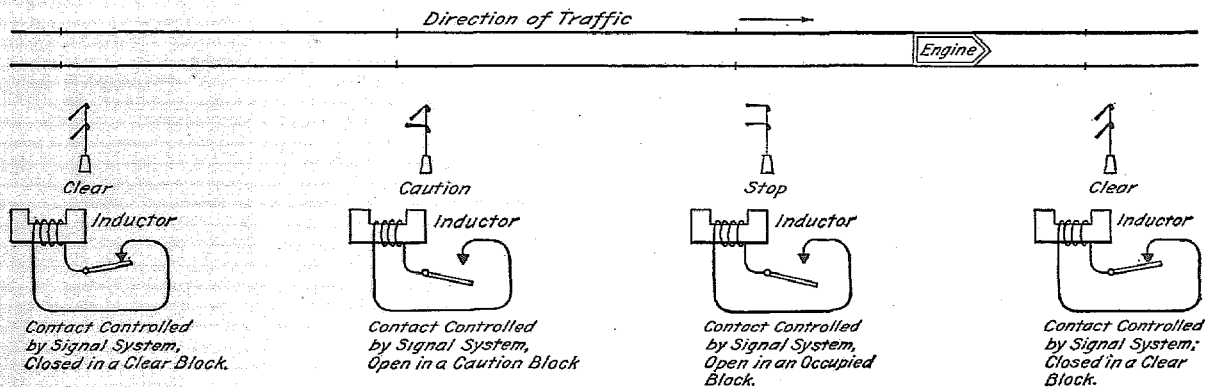 Direction of Traffic
Engine
Clear
Caution
Stop
Clear
Inductor
Inductor
Inductor
Inductor
Contact Controlled
by Signal System,
Closed in a Clear Block.
Contact Controlled
by Signal System,
Open in a Caution Block
Contact Controlled
by Signal System,
Open in an Occupied
Block.
Contact Controlled
by Signal System;
Closed in a Clear
Block.